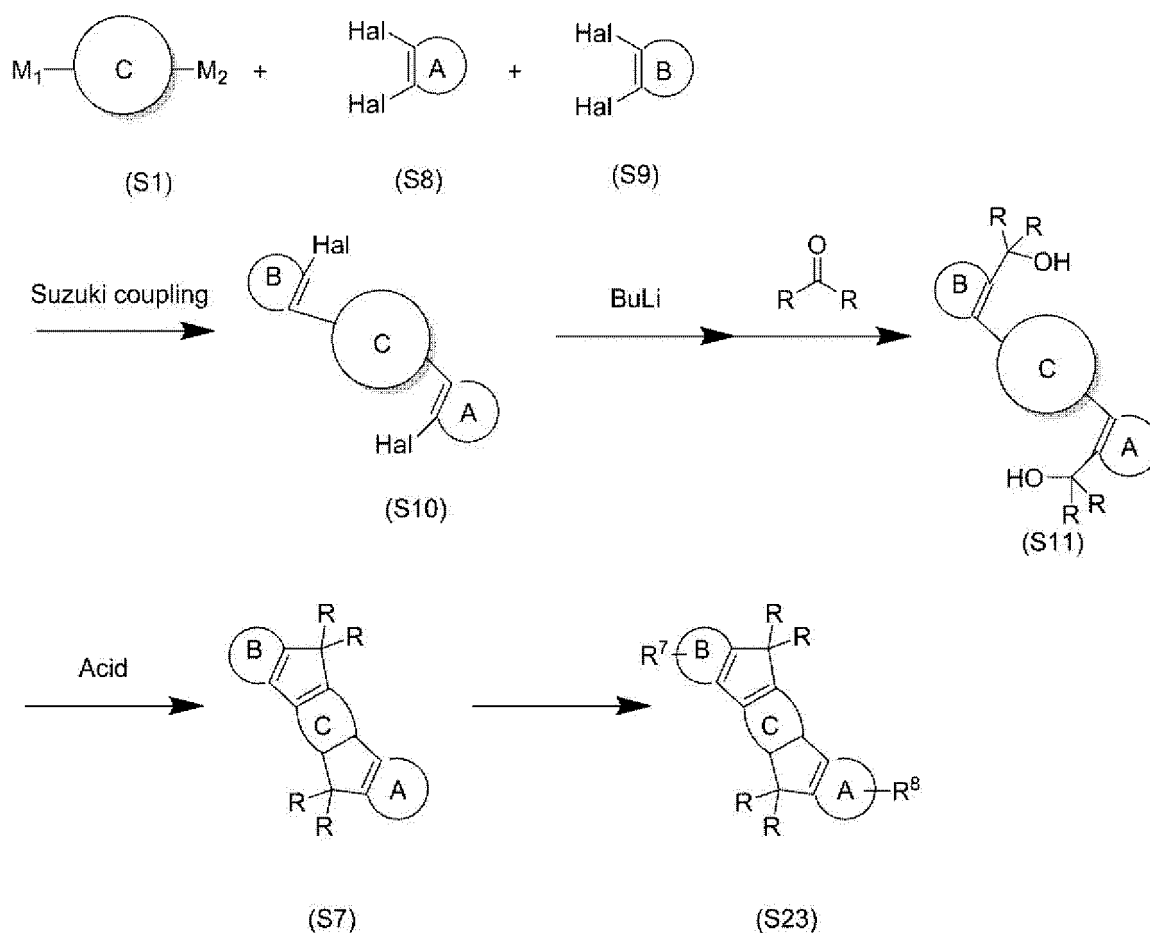 M1 C M2 + Hal Hal A + Hal Hal B
(S1) (S8) (S9)
Suzuki coupling
B Hal C Hal A
(S10)
BuLi
O R R
R R OH B C A HO R R
(S11)
Acid
B R R C R R A
(S7)
R7 B R R C R R A R8
(S23)